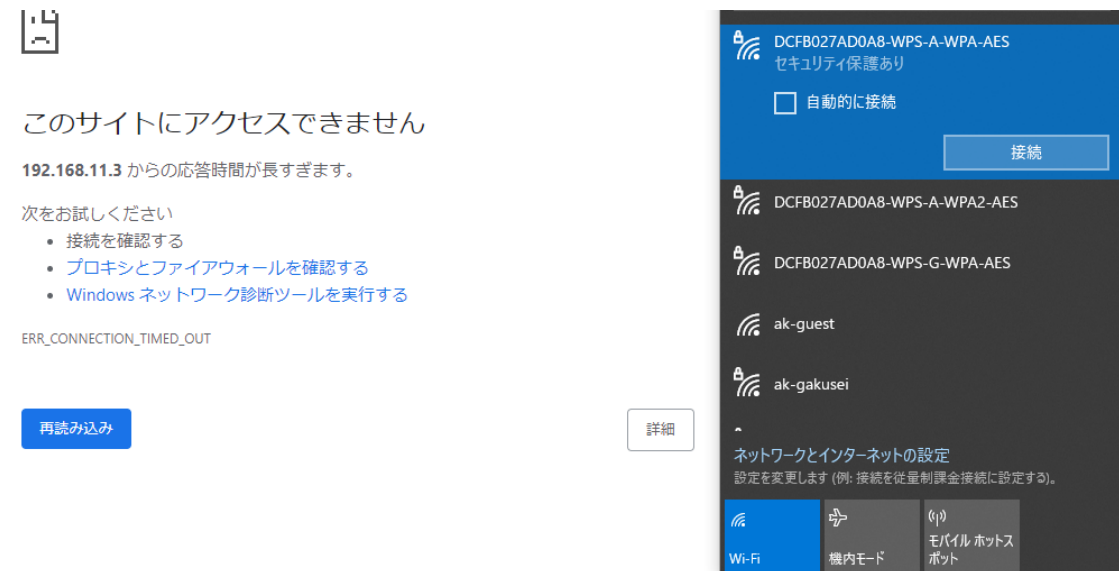 このサイトにアクセスできません
192.168.11.3 からの応答時間が長すぎます。
次をお試しください
• 接続を確認する
• プロキシとファイアウォールを確認する
• Windows ネットワーク診断ツールを実行する
ERR_CONNECTION_TIMED_OUT
再読み込み
詳細
DCFB027AD0A8-WPS-A-WPA-AES
セキュリティ保護あり
自動的に接続
接続
DCFB027AD0A8-WPS-A-WPA2-AES
DCFB027AD0A8-WPS-G-WPA-AES
ak-guest
ak-gakusei
ネットワークとインターネットの設定
設定を変更します (例: 接続を従量制課金接続に設定する)。
Wi-Fi
機内モード
モバイル ホットス
ポット